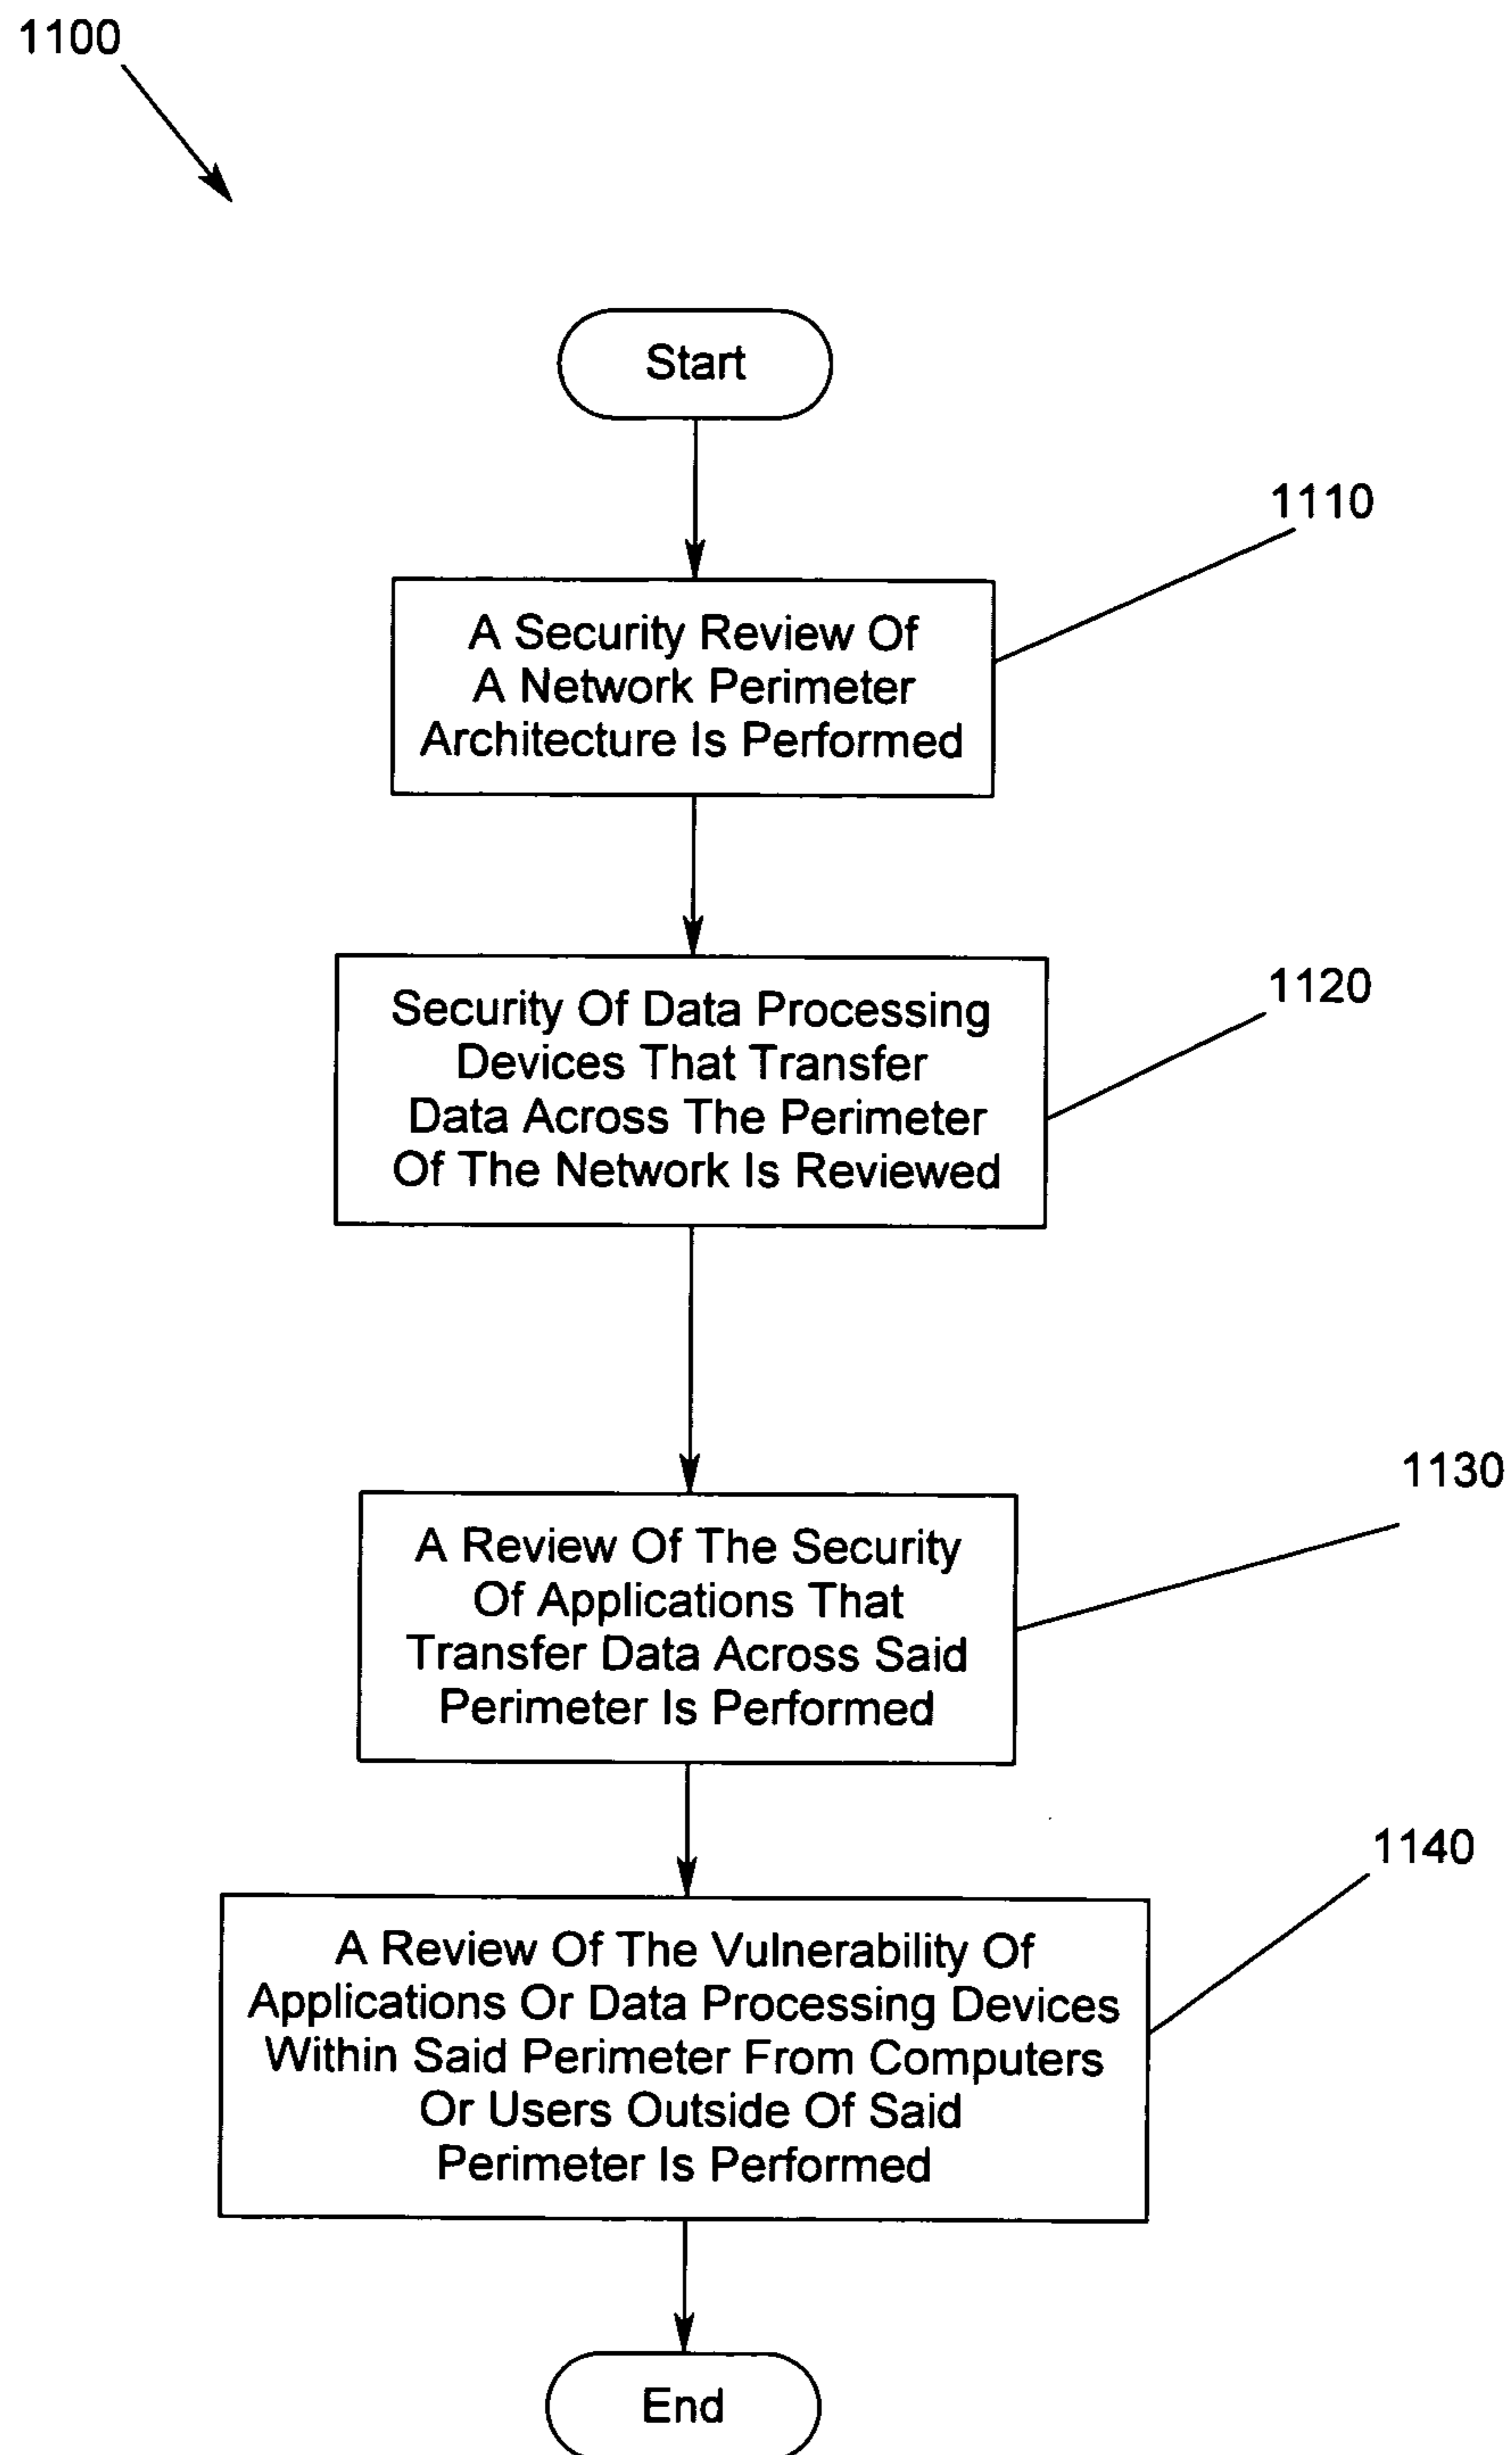 1100
Start
1110
A Security Review Of
A Network Perimeter
Architecture Is Performed
1120
Security Of Data Processing
Devices That Transfer
Data Across The Perimeter
Of The Network Is Reviewed
1130
A Review Of The Security
Of Applications That
Transfer Data Across Said
Perimeter Is Performed
1140
A Review Of The Vulnerability Of
Applications Or Data Processing Devices
Within Said Perimeter From Computers
Or Users Outside Of Said
Perimeter Is Performed
End